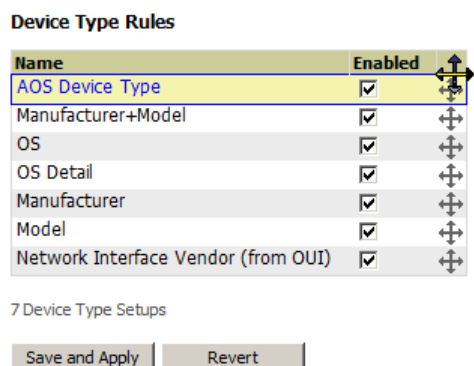 Device Type Rules
Name Enabled
AOS Device Type
Manufacturer+Model
OS
OS Detail
Manufacturer
Model
Network Interface Vendor (from OUI)
7 Device Type Setups
Save and Apply Revert